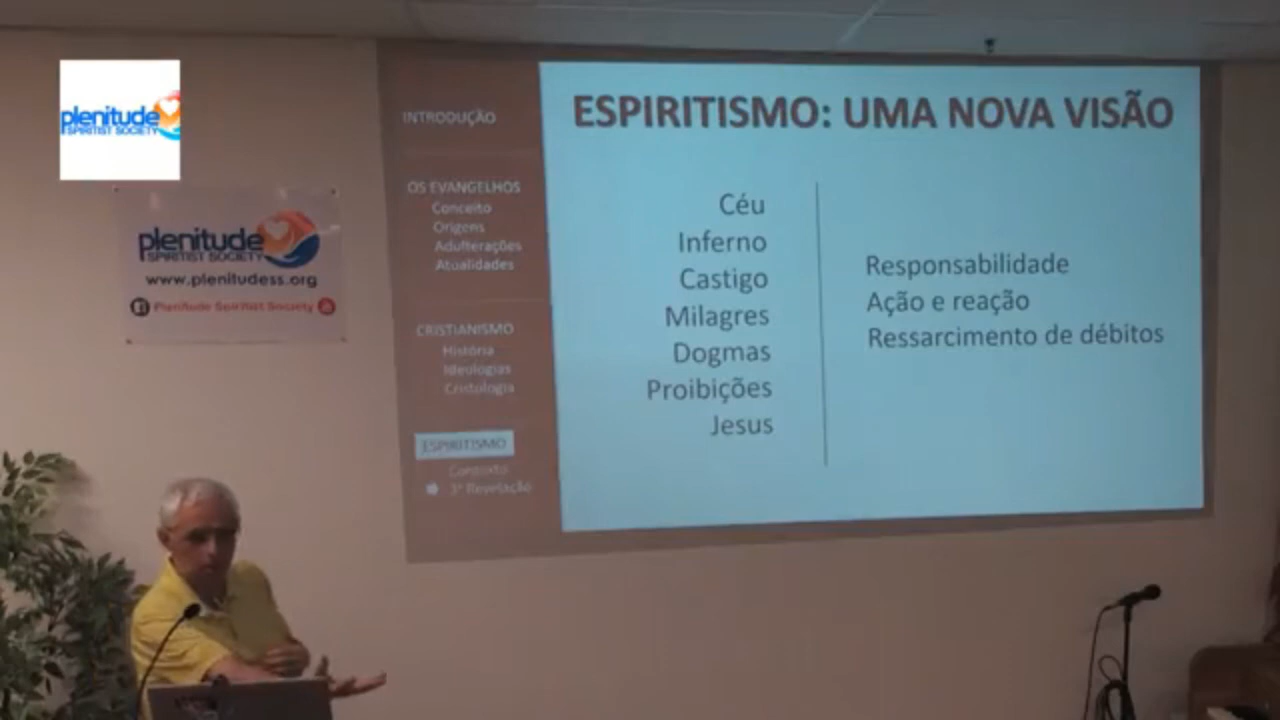 plenitude
SPIRITIST SOCIETY
plenitude
SPIRITIST SOCIETY
www.plenitudess.org
Plenitude Spiritist Society
INTRODUÇÃO
OS EVANGELHOS
Conceito
Origens
Adulterações
Atualidades
CRISTIANISMO
História
Ideologias
Cristologia
ESPIRITISMO
Contexto
3ª Revelação
ESPIRITISMO: UMA NOVA VISÃO
Céu
Inferno
Castigo
Milagres
Dogmas
Proibições
Jesus
Responsabilidade
Ação e reação
Ressarcimento de débitos